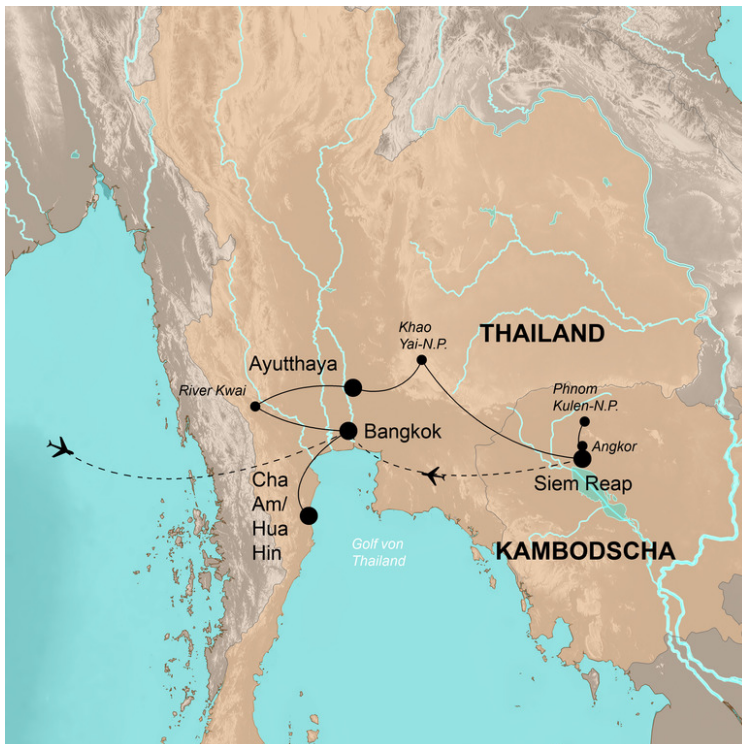 Khao
Yai-N.P.
THAILAND
Ayutthaya
River Kwai
Phnom
Kulen-N.P.
Bangkok
Angkor
Siem Reap
Cha
Am/
Hua
Hin
Golf von
Thailand
KAMBODSCHA